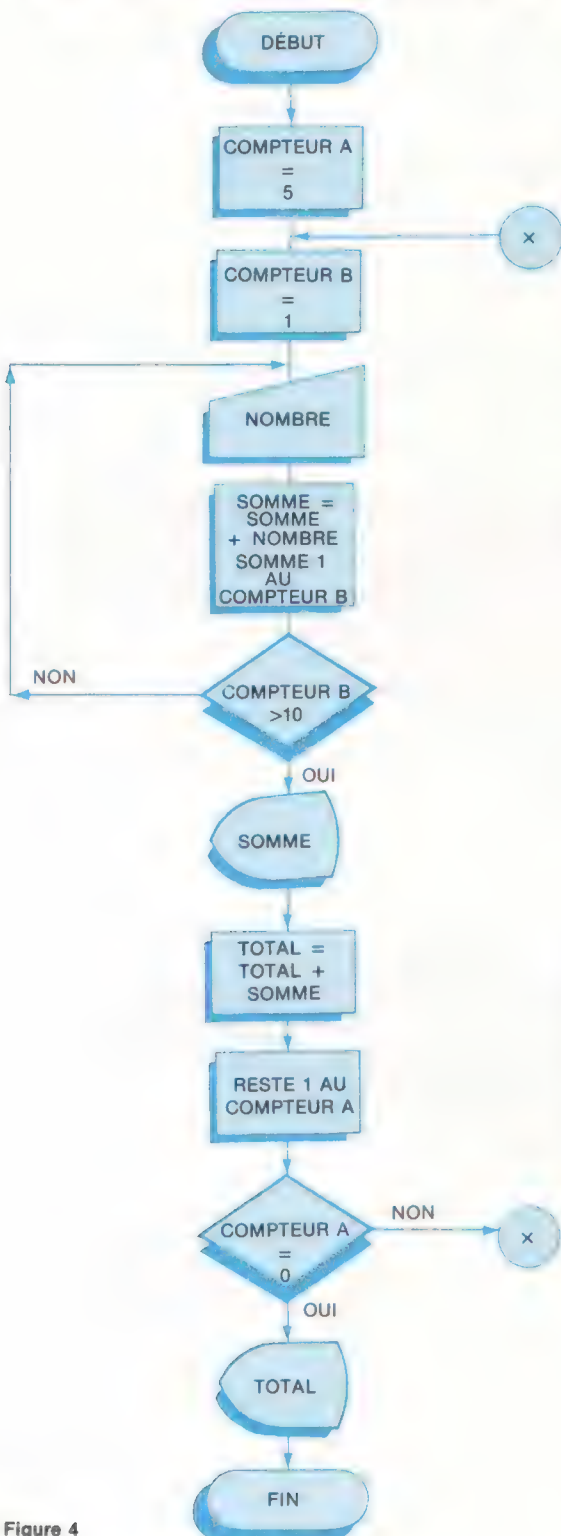 DÉBUT
COMPTEUR A
=
5
×
COMPTEUR B
=
1
NOMBRE
SOMME =
SOMME
+ NOMBRE
SOMME 1
AU
COMPTEUR B
NON
COMPTEUR B
>10
OUI
SOMME
TOTAL =
TOTAL +
SOMME
RESTE 1 AU
COMPTEUR A
NON
COMPTEUR A
=
0
×
OUI
TOTAL
FIN
Figure 4